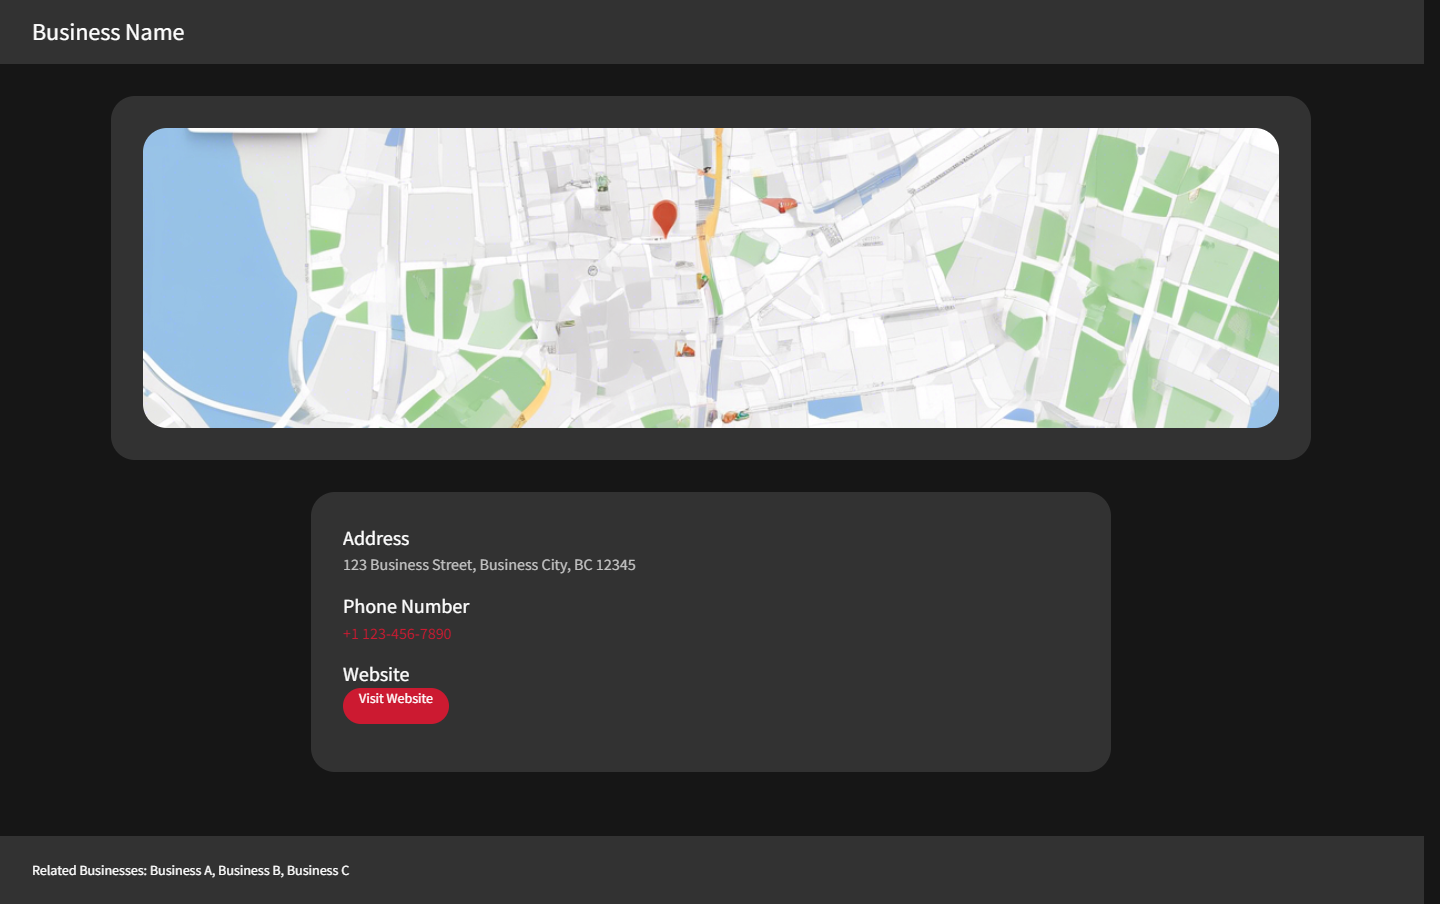 Business Name
Address
123 Business Street, Business City, BC 12345
Phone Number
+1 123-456-7890
Website
Visit Website
Related Businesses: Business A, Business B, Business C